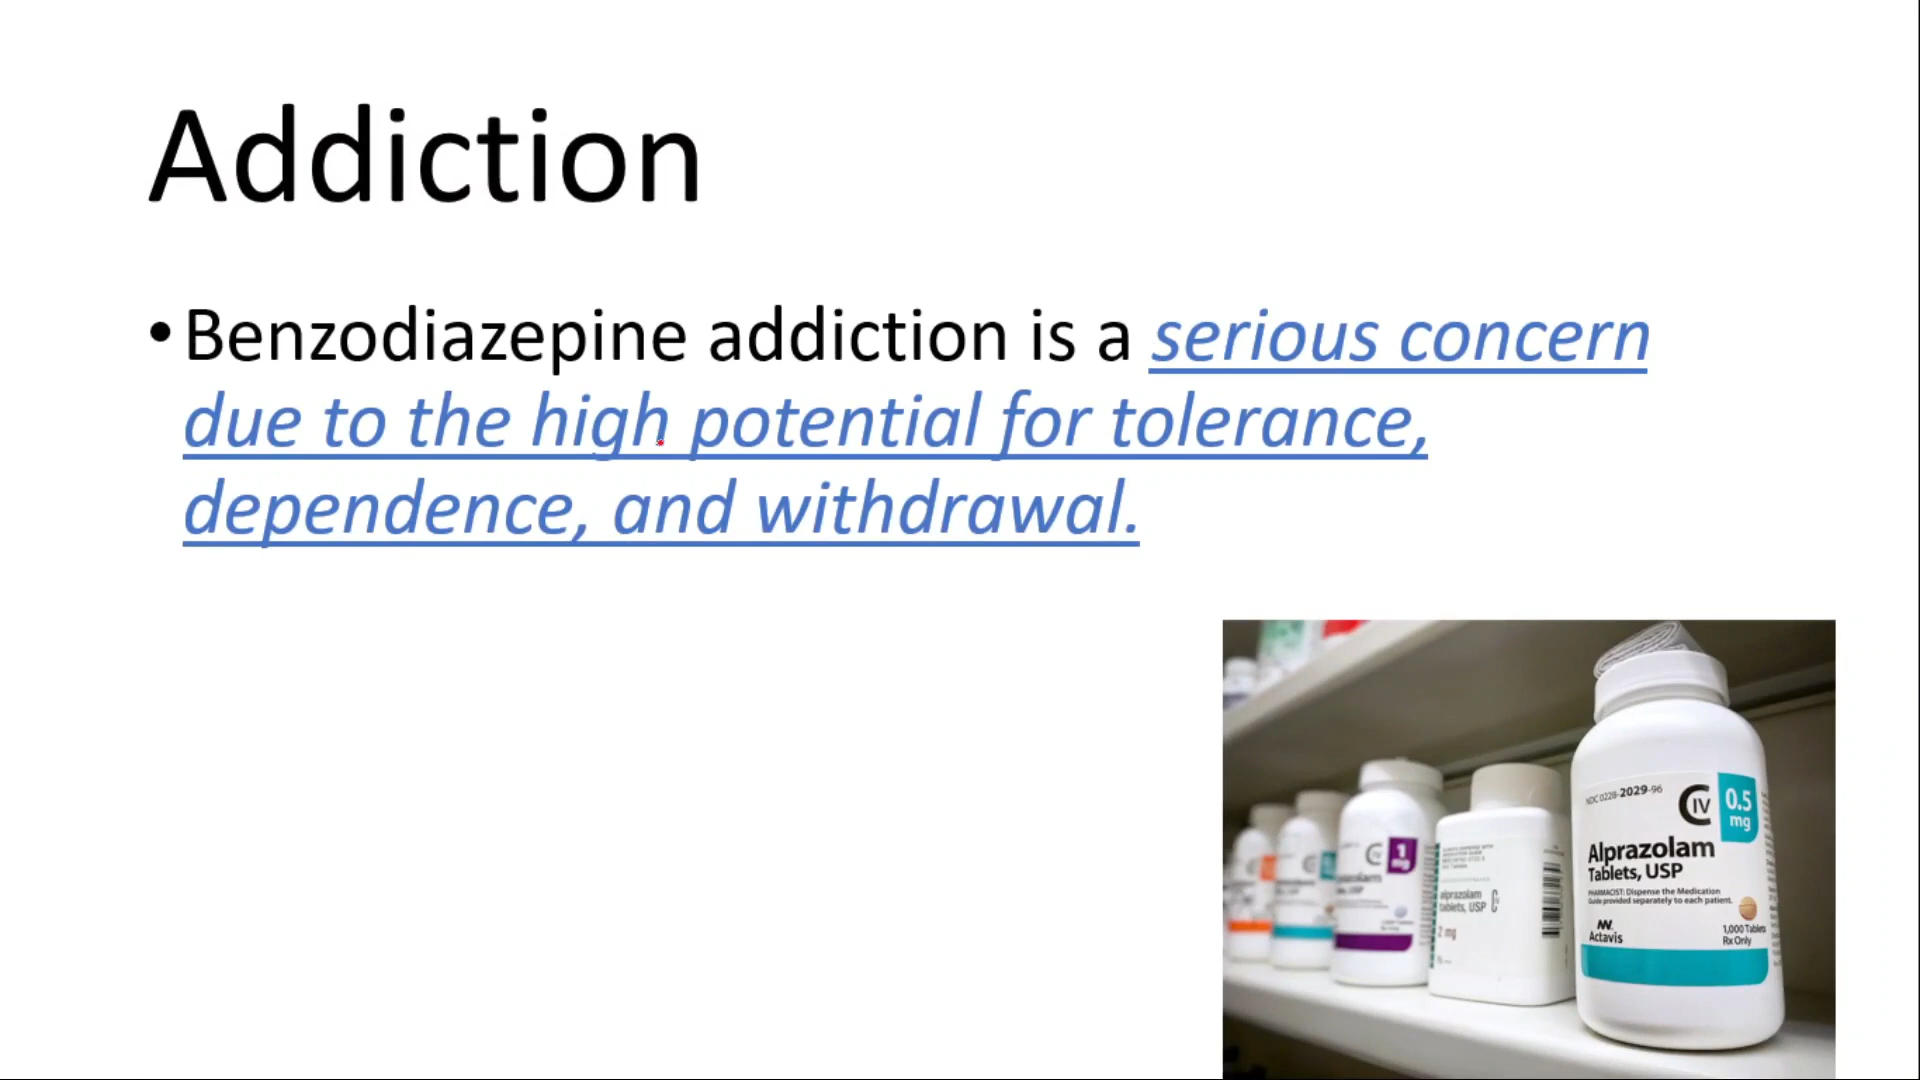 Addiction
• Benzodiazepine addiction is a serious concern
due to the high potential for tolerance,
dependence, and withdrawal.
NDC 0228-2029-96
CIV
0.5
mg
Alprazolam
Tablets, USP
PHARMACIST: Dispense the Medication
Guide provided separately to each patient.
Actavis
1,000 Tablets
Rx Only
alprazolam
tablets, USP
2 mg
1
mg